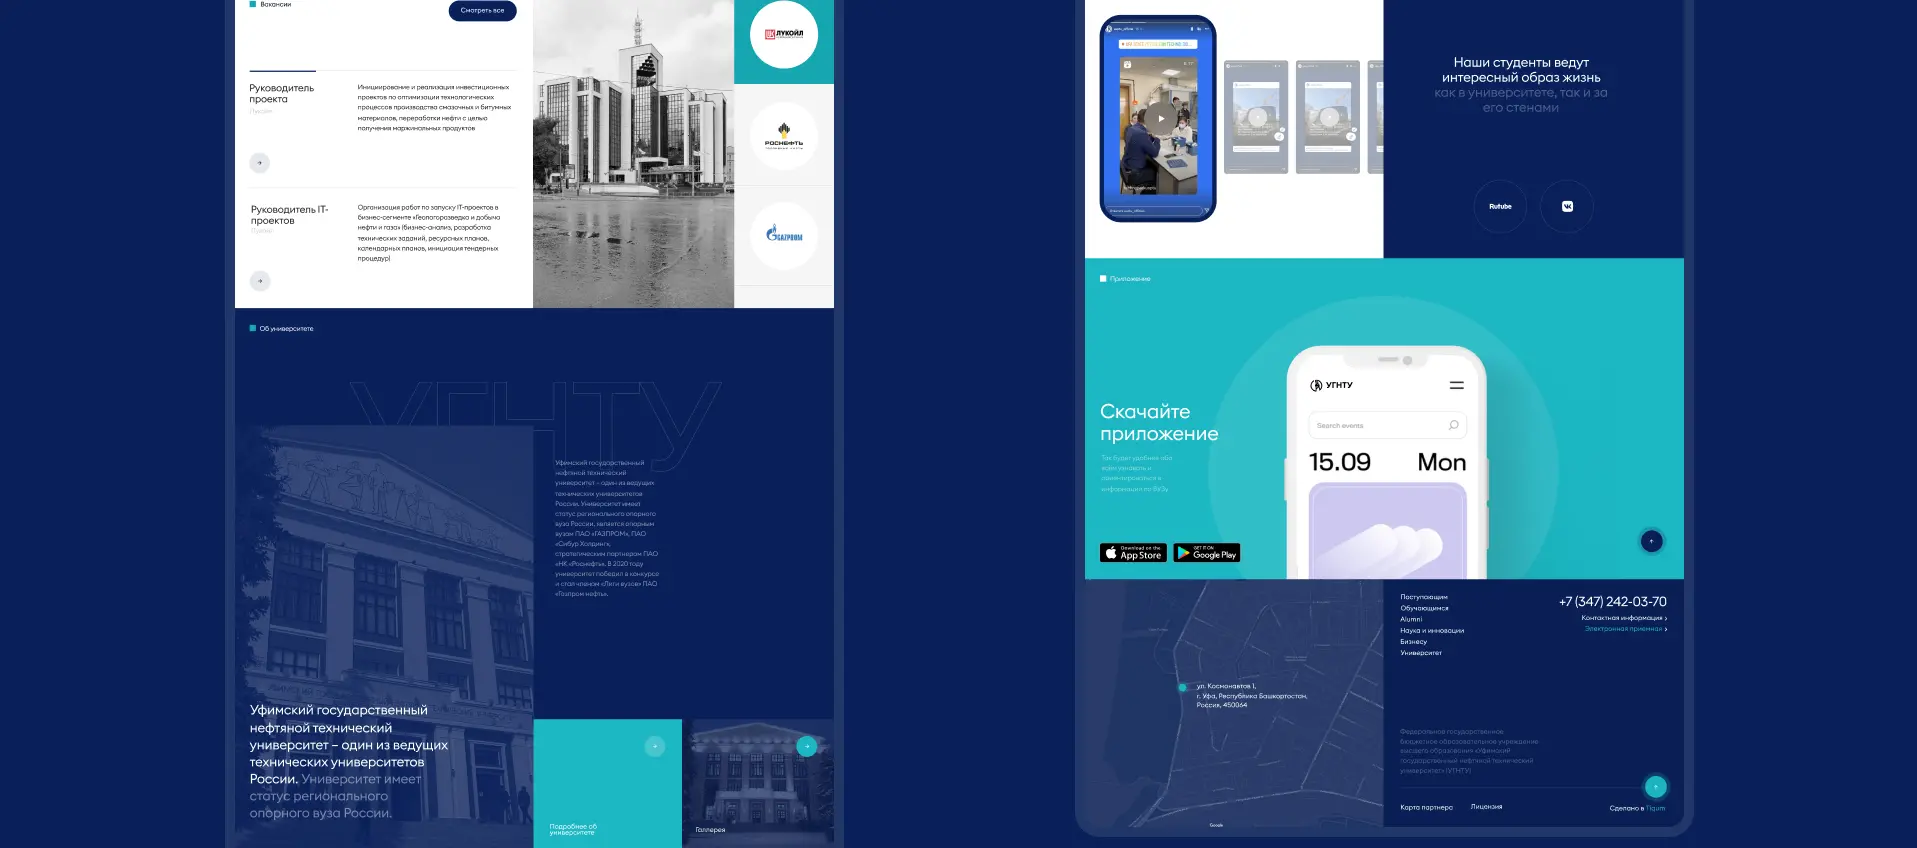 Вакансии
Смотреть все
Руководитель
проекта
Инициирование и реализация инвестиционных
проектов по оптимизации технологических
процессов производства смазочных и битумных
материалов, переработки нефти с целью
получения маржинальных продуктов
Руководитель IT-
проектов
Организация работ по запуску IT-проектов в
бизнес-сегменте «Геологоразведка и добыча
нефти и газа» (бизнес-анализ, разработка
технических заданий, ресурсных планов,
календарных планов, инициация тендерных
процедур)
ЛУКОЙЛ
РОСНЕФТЬ
GAZPROM
Об университете
УГНТУ
Уфимский государственный
нефтяной технический
университет – один из ведущих
технических университетов
России. Университет имеет
статус регионального опорного
вуза России, является опорным
вузом ПАО «ГАЗПРОМ», ПАО
«Сибур Холдинг»,
стратегическим партнером ПАО
«НК «Роснефть». В 2020 году
университет победил в конкурсе
и стал членом «Лиги вузов» ПАО
«Газпром нефть».
Уфимский государственный
нефтяной технический
университет – один из ведущих
технических университетов
России. Университет имеет
статус регионального
опорного вуза России.
Подробнее об
университете
Галлерея
Наши студенты ведут
интересный образ жизнь
как в университете, так и за
его стенами
Rutube
Приложение
Скачайте
приложение
Так будет удобнее
информации по ВУЗу
Download on the
App Store
GET IT ON
Google Play
УГНТУ
Search events
15.09 Mon
ул. Космонавтов 1,
г. Уфа, Республика Башкортостан,
Россия, 450064
Google
Поступающим
Обучающимся
Alumni
Наука и инновации
Бизнесу
Университет
+7 (347) 242-03-70
Контактная информация
Электронная приемная
Федеральное государственное
бюджетное образовательное учреждение
высшего образования «Уфимский
государственный нефтяной технический
университет» (УГНТУ)
Карта партнера
Лицензия
Сделано в Tigum